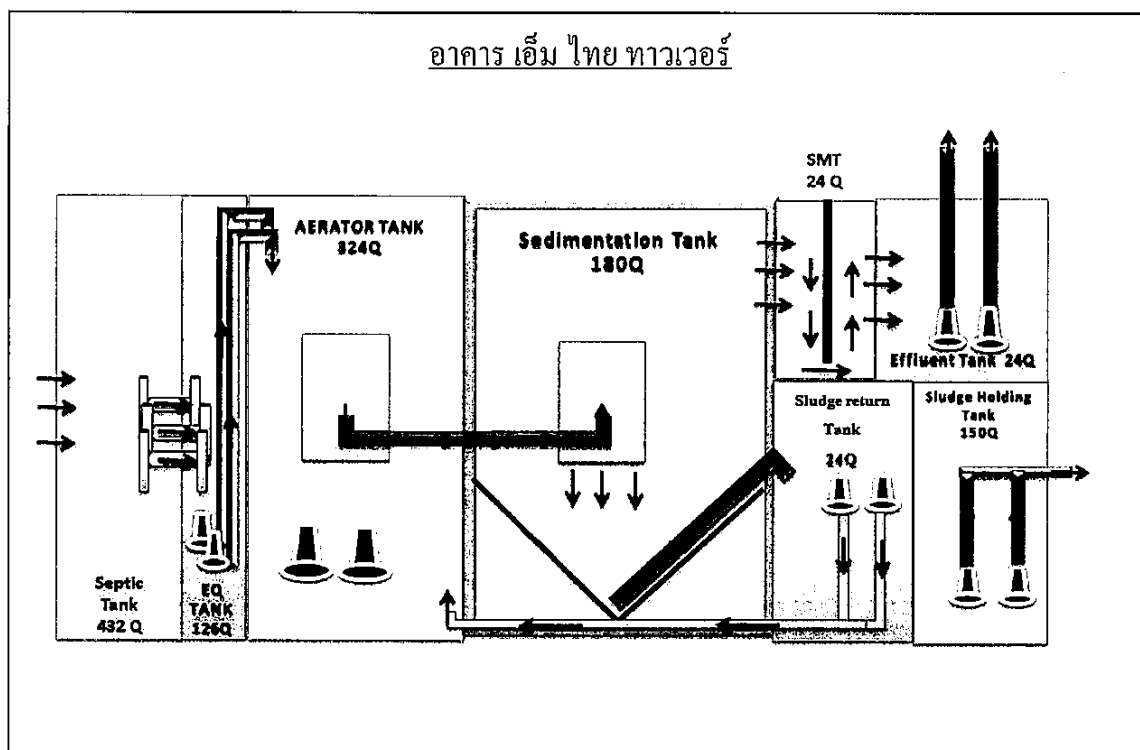 อาคาร เอ็ม ไทย ทาวเวอร์
SMT
24 Q
AERATOR TANK
824Q
Sedimentation Tank
180Q
Effluent Tank 24Q
Sludge return
Tank
24Q
Sludge Holding
Tank
150Q
Septic
Tank
432 Q
EQ
TANK
126Q